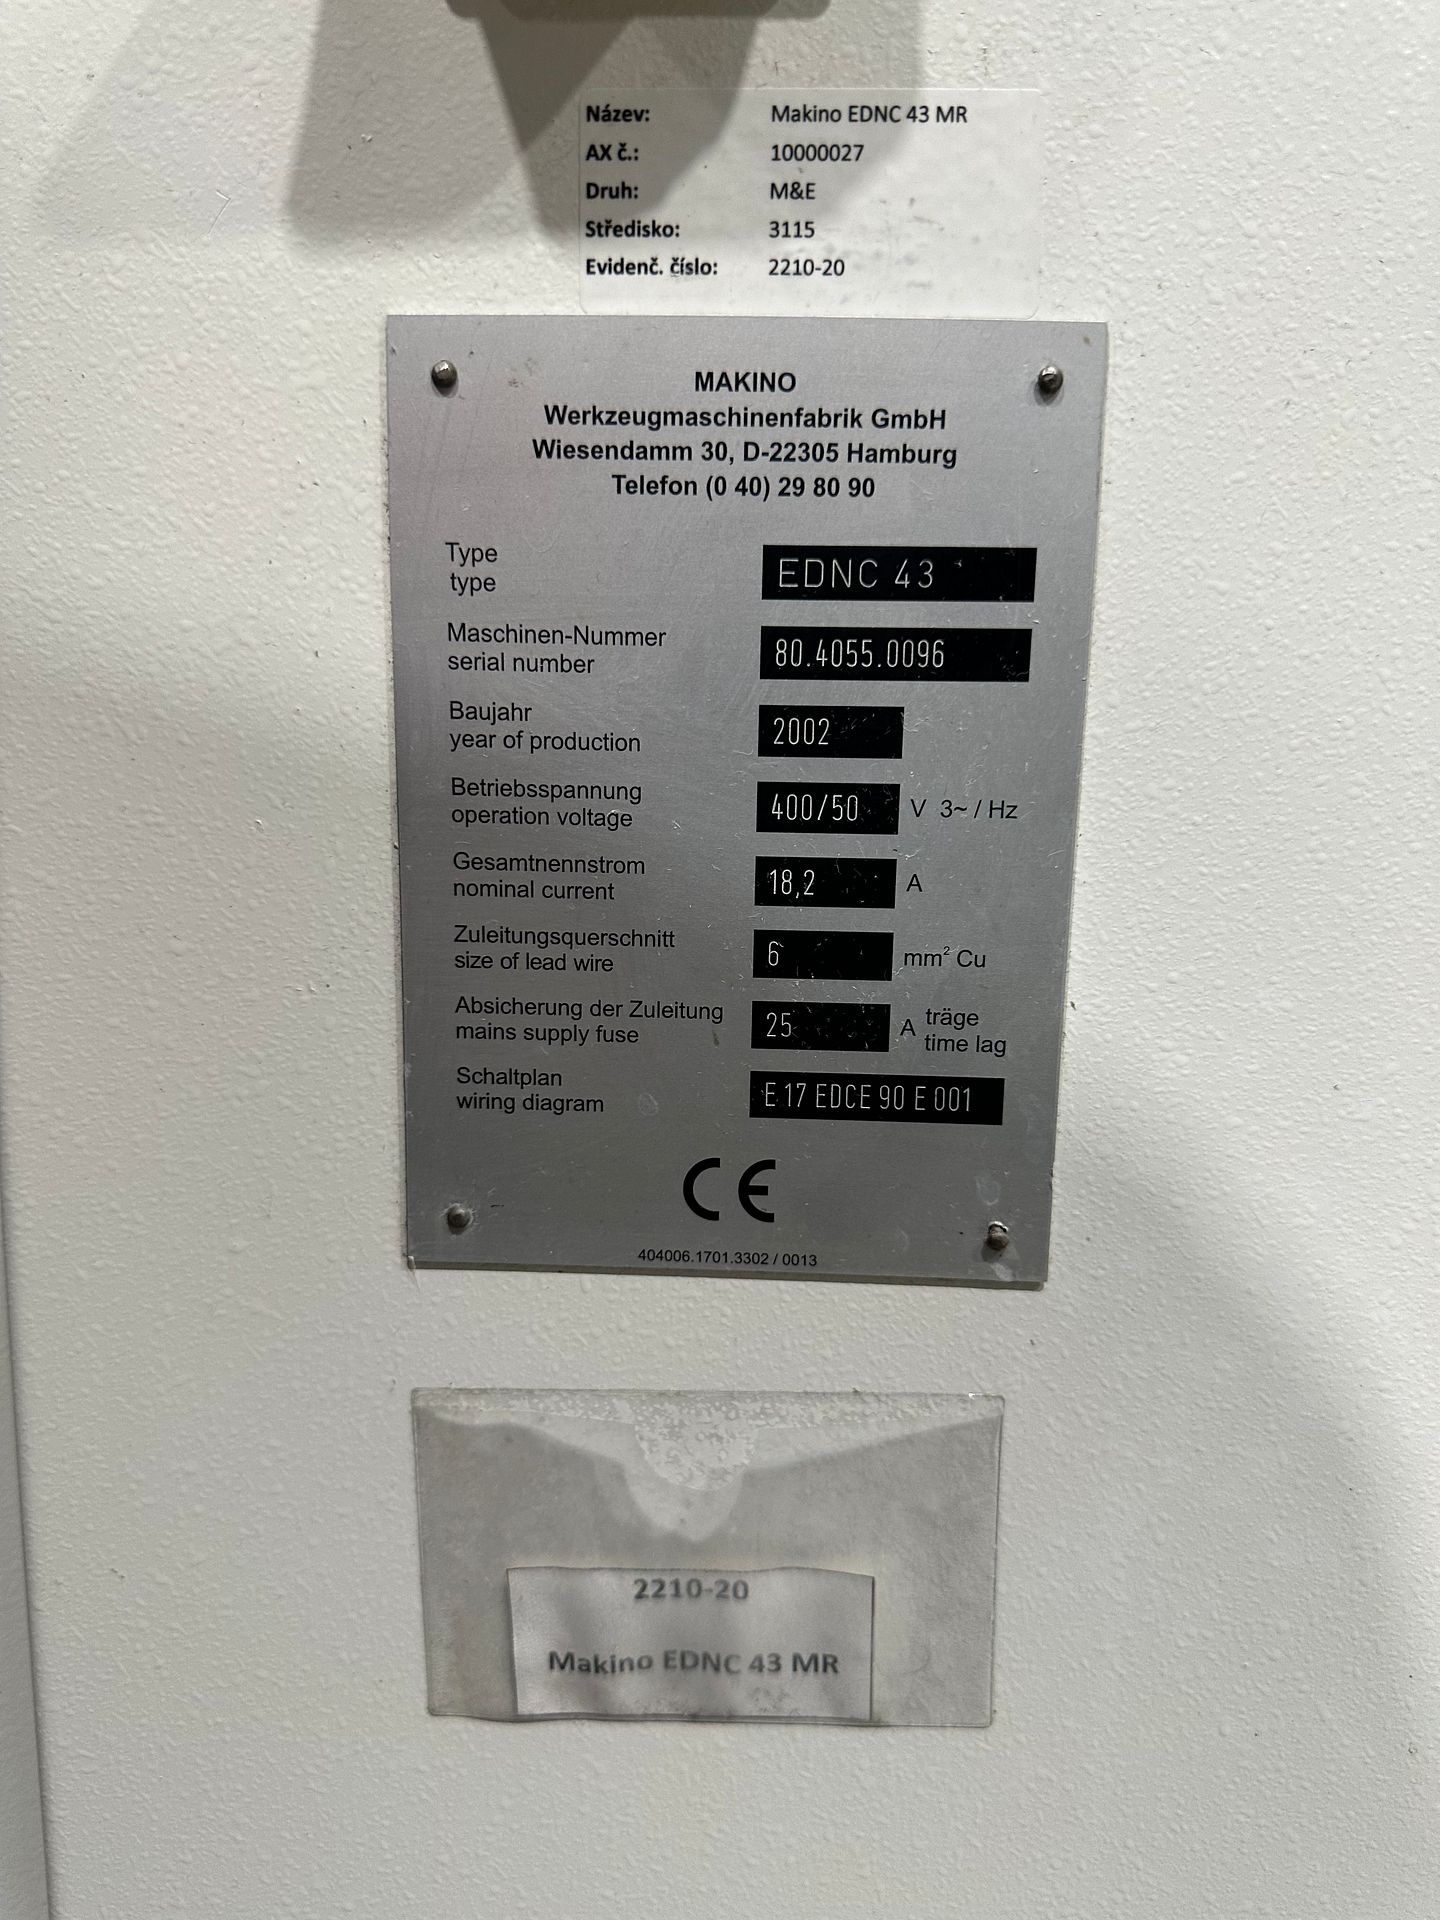 Název: Makino EDNC 43 MR
AX č.: 10000027
Druh: M&E
Středisko: 3115
Evidenč. číslo: 2210-20
MAKINO
Werkzeugmaschinenfabrik GmbH
Wiesendamm 30, D-22305 Hamburg
Telefon (0 40) 29 80 90
Type
type EDNC 43
Maschinen-Nummer
serial number 80.4055.0096
Baujahr
year of production 2002
Betriebsspannung
operation voltage 400/50 V 3~ / Hz
Gesamtnennstrom
nominal current 18,2 A
Zuleitungsquerschnitt
size of lead wire 6 mm² Cu
Absicherung der Zuleitung träge
mains supply fuse 25 A time lag
Schaltplan
wiring diagram E 17 EDCE 90 E 001
CE
404006.1701.3302 / 0013
2210-20
Makino EDNC 43 MR